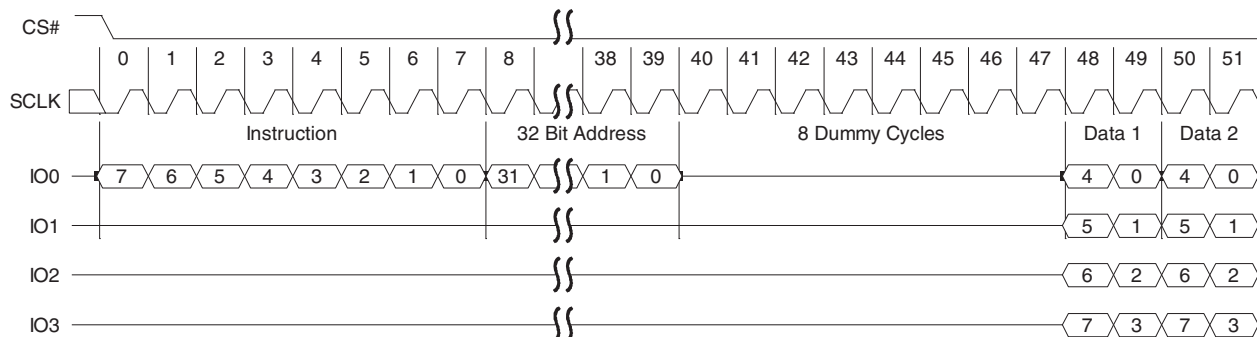 CS#
0 1 2 3 4 5 6 7 8 38 39 40 41 42 43 44 45 46 47 48 49 50 51
SCLK
Instruction 32 Bit Address 8 Dummy Cycles Data 1 Data 2
IO0 7 6 5 4 3 2 1 0 31 1 0 4 0 4 0
IO1 5 1 5 1
IO2 6 2 6 2
IO3 7 3 7 3